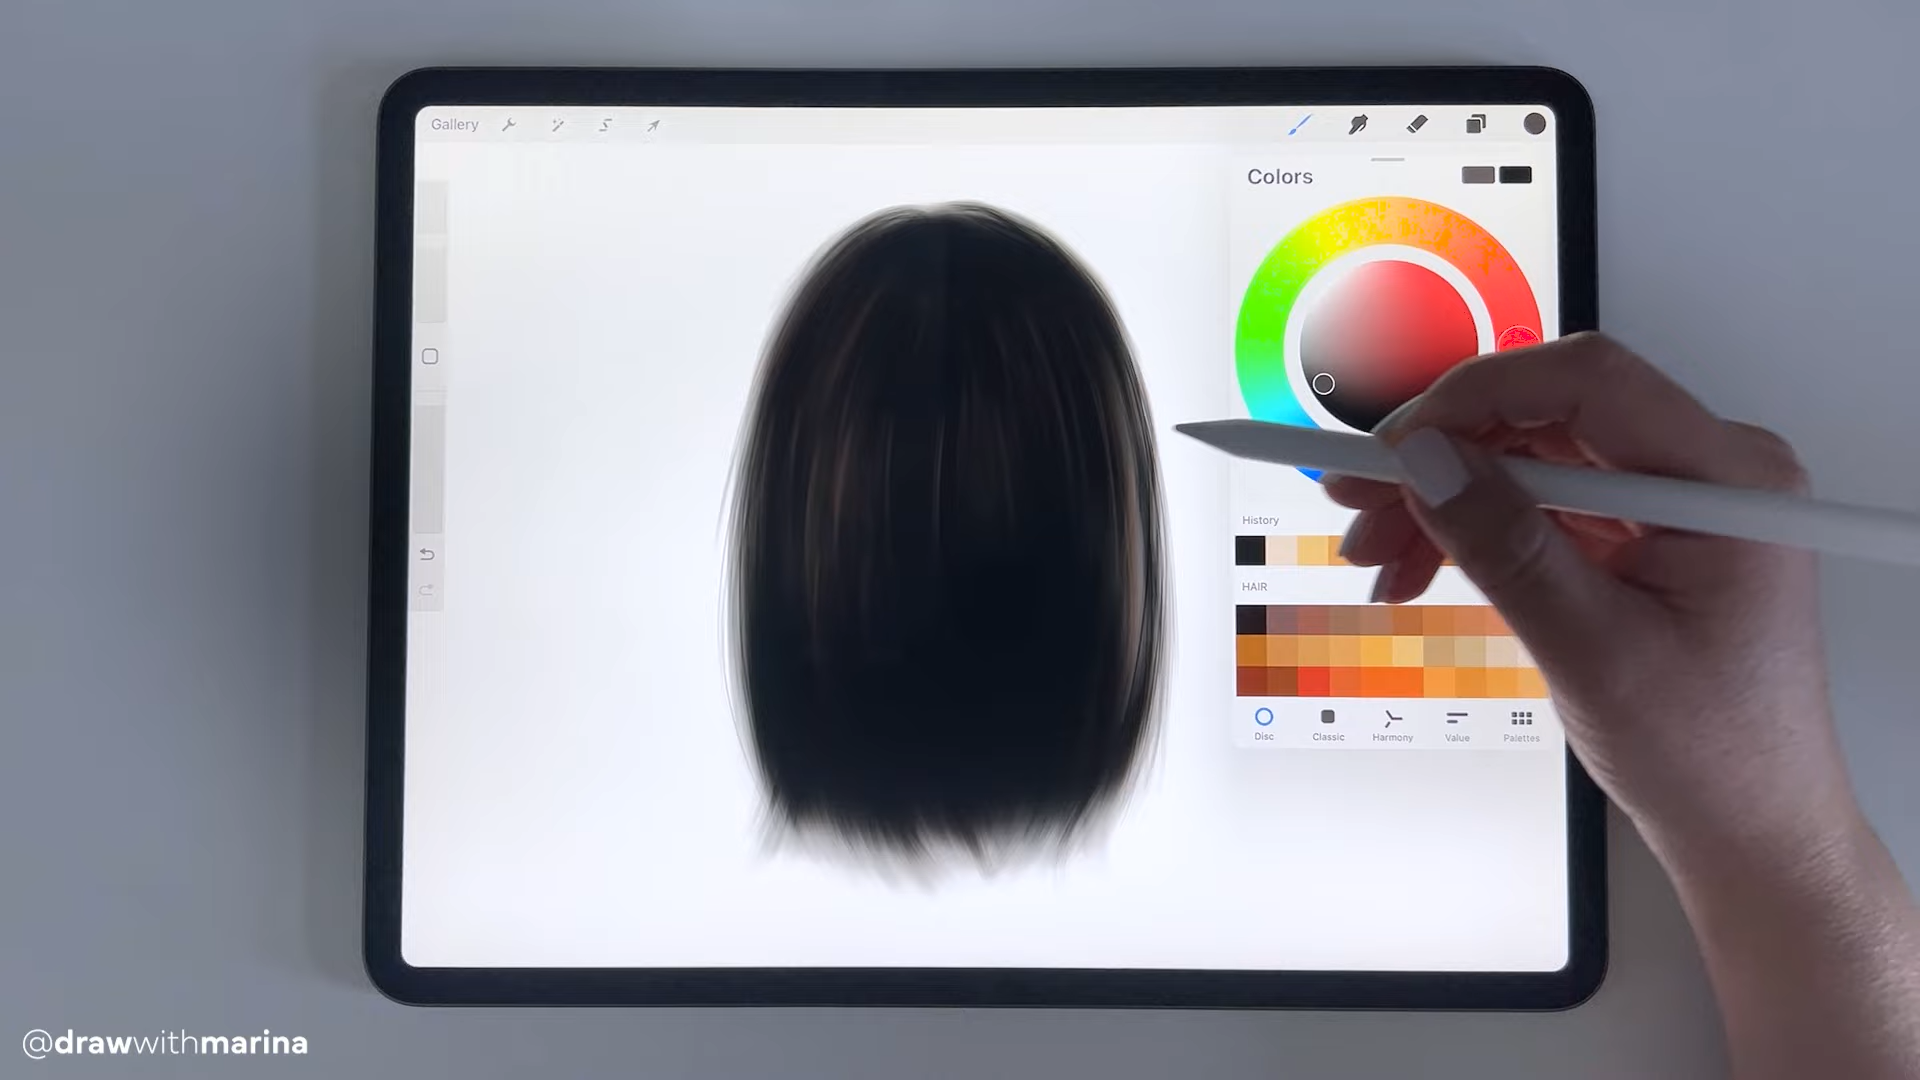 Gallery
Colors
History
HAIR
Disc Classic Harmony Value Palettes
@drawwithmarina